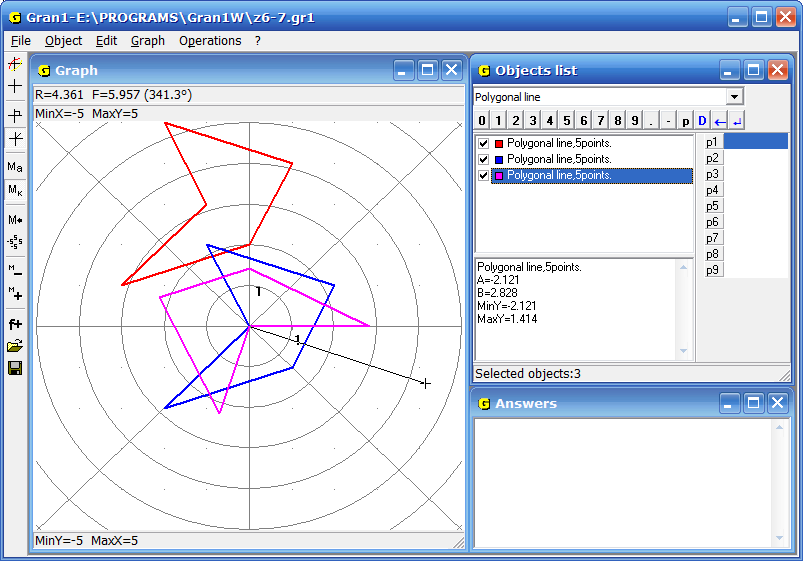 Gran1-E:\PROGRAMS\Gran1W\z6-7.gr1
File Object Edit Graph Operations ?
Graph
R=4.361 F=5.957 (341.3°)
MinX=-5 MaxY=5
1
1
MinY=-5 MaxX=5
Ma
Mк
M*
M-
M+
f+
Objects list
Polygonal line
0 1 2 3 4 5 6 7 8 9 . - p D ← ↵
Polygonal line,5points.
Polygonal line,5points.
Polygonal line,5points.
p1
p2
p3
p4
p5
p6
p7
p8
p9
Polygonal line,5points.
A=-2.121
B=2.828
MinY=-2.121
MaxY=1.414
Selected objects:3
Answers